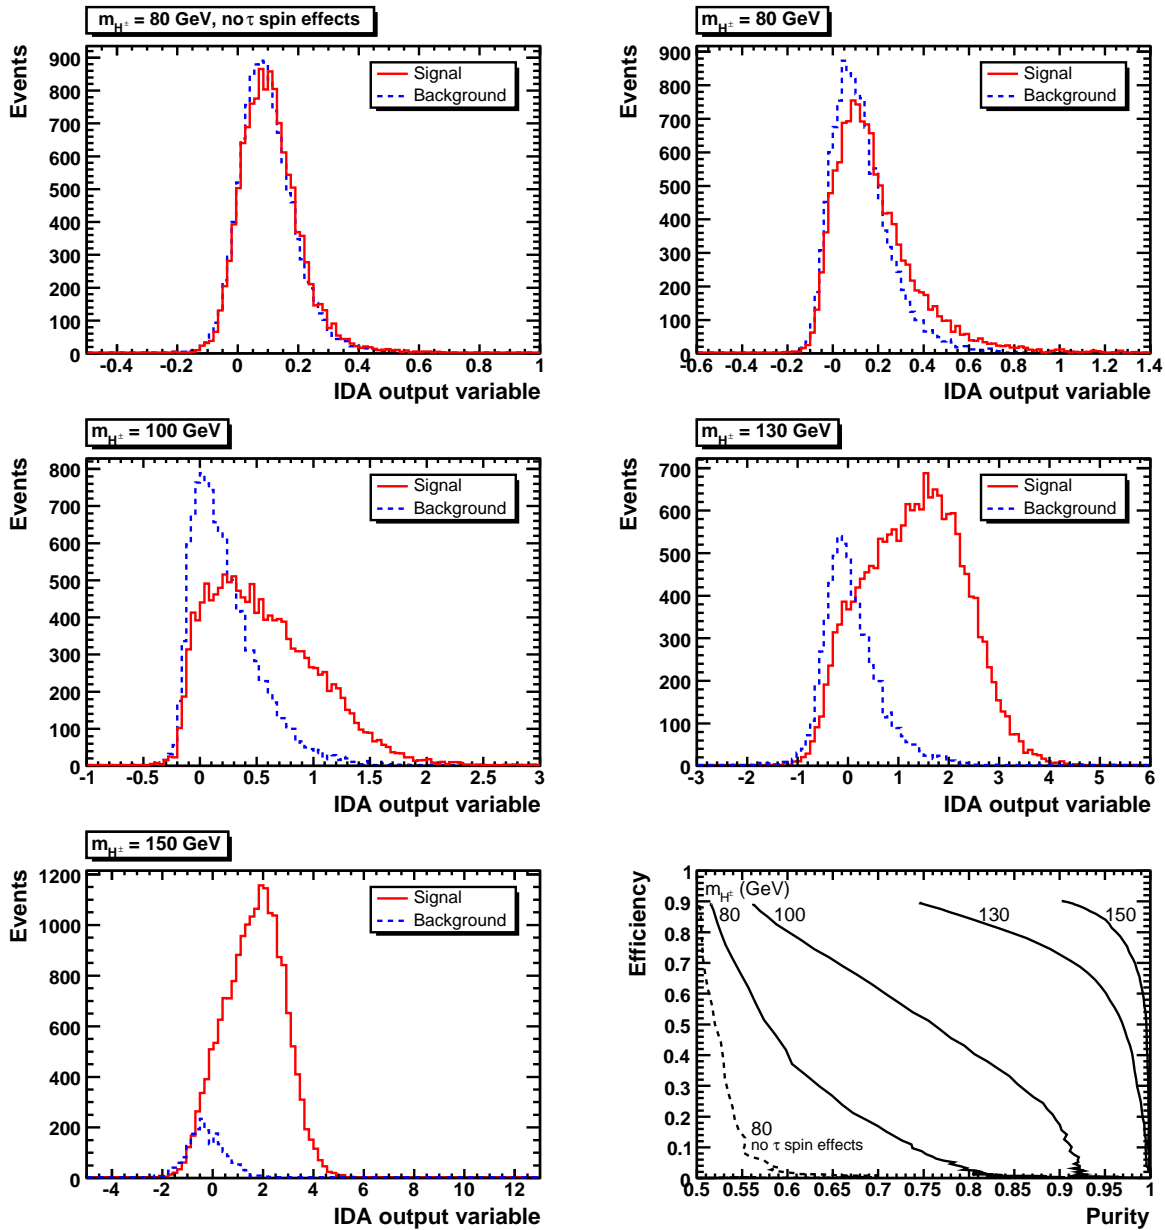 m_H± = 80 GeV, no τ spin effects
Events
900
800
700
600
500
400
300
200
100
0
Signal
Background
-0.4 -0.2 0 0.2 0.4 0.6 0.8 1
IDA output variable
m_H± = 80 GeV
Events
900
800
700
600
500
400
300
200
100
0
Signal
Background
-0.6 -0.4 -0.2 -0 0.2 0.4 0.6 0.8 1 1.2 1.4
IDA output variable
m_H± = 100 GeV
Events
800
700
600
500
400
300
200
100
0
Signal
Background
-1 -0.5 0 0.5 1 1.5 2 2.5 3
IDA output variable
m_H± = 130 GeV
Events
700
600
500
400
300
200
100
0
Signal
Background
-3 -2 -1 0 1 2 3 4 5 6
IDA output variable
m_H± = 150 GeV
Events
1200
1000
800
600
400
200
0
Signal
Background
-4 -2 0 2 4 6 8 10 12
IDA output variable
Efficiency
1
0.9
0.8
0.7
0.6
0.5
0.4
0.3
0.2
0.1
0
m_H± (GeV)
80 100 130 150
80
no τ spin effects
0.5 0.55 0.6 0.65 0.7 0.75 0.8 0.85 0.9 0.95 1
Purity